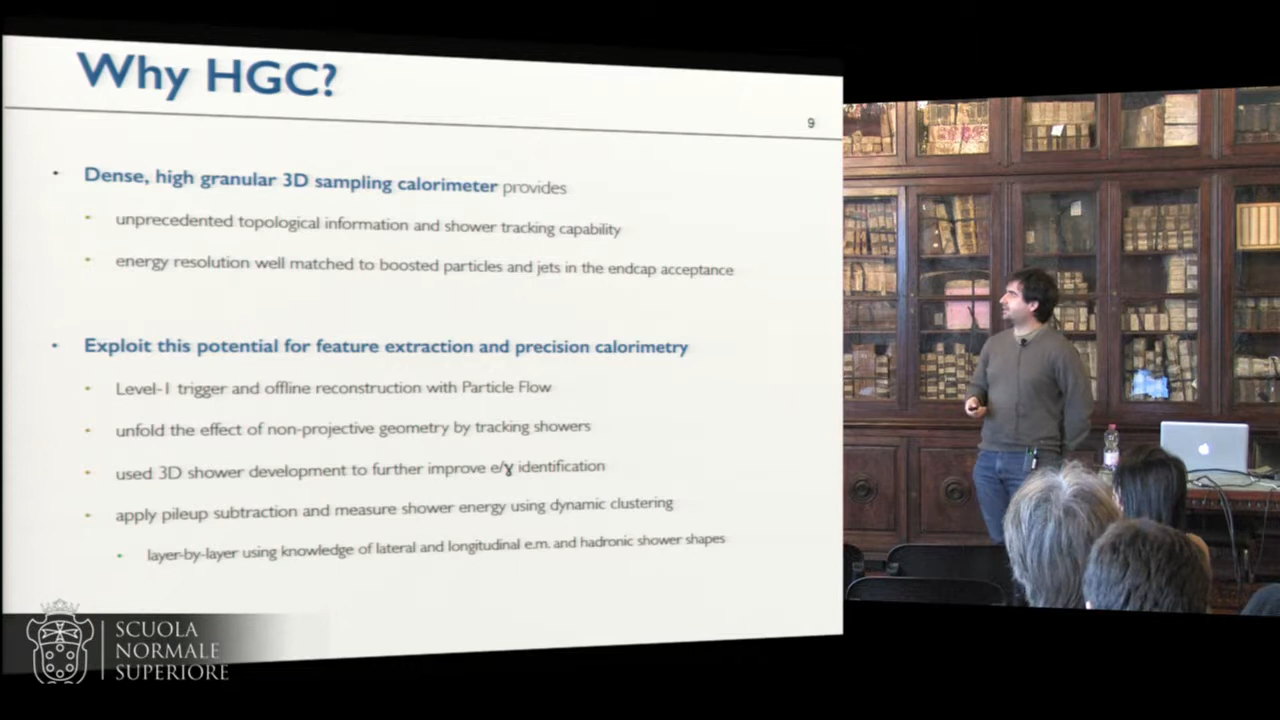 Why HGC?
9
• Dense, high granular 3D sampling calorimeter provides
• unprecedented topological information and shower tracking capability
• energy resolution well matched to boosted particles and jets in the endcap acceptance
• Exploit this potential for feature extraction and precision calorimetry
• Level-1 trigger and offline reconstruction with Particle Flow
• unfold the effect of non-projective geometry by tracking showers
• used 3D shower development to further improve e/γ identification
• apply pileup subtraction and measure shower energy using dynamic clustering
• layer-by-layer using knowledge of lateral and longitudinal e.m. and hadronic shower shapes
SCUOLA
NORMALE
SUPERIORE